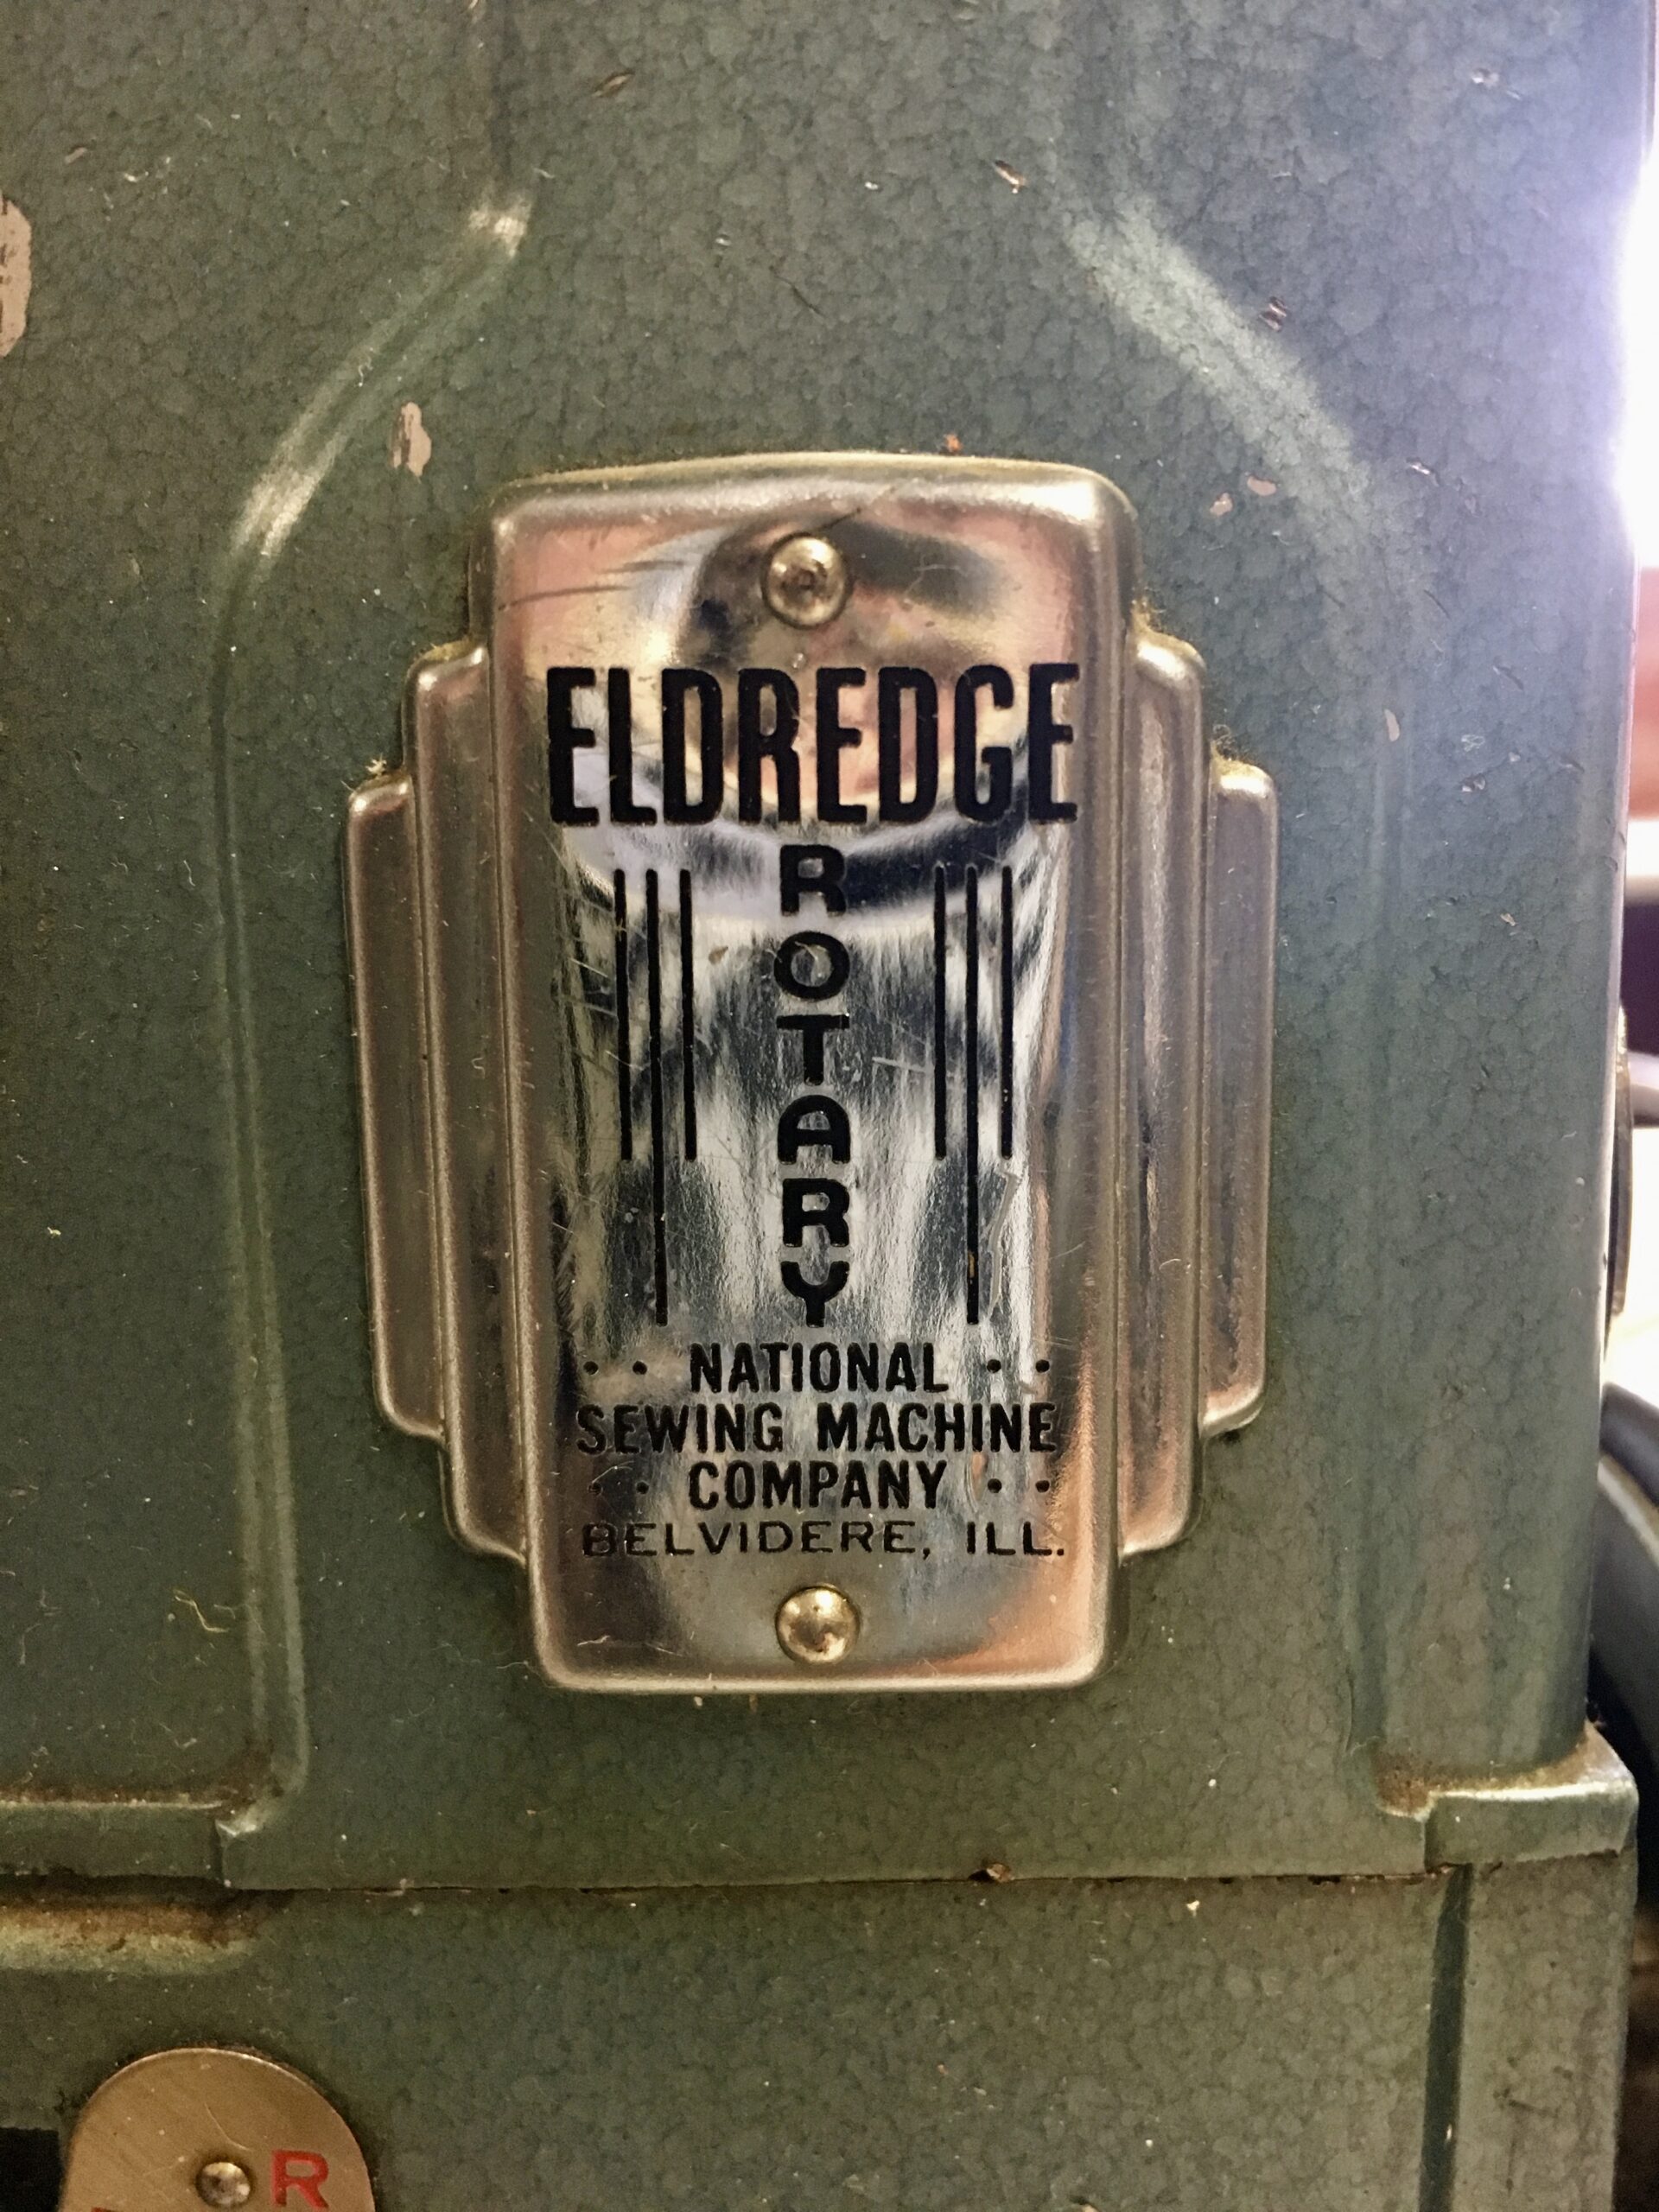 ELDREDGE
ROTARY
· · NATIONAL · ·
SEWING MACHINE
· · COMPANY · ·
BELVIDERE, ILL.
R